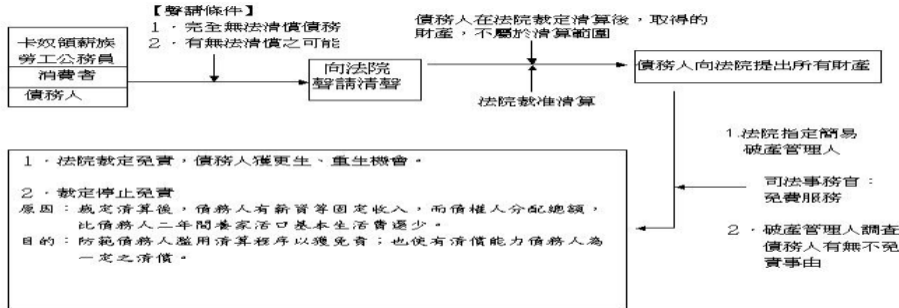 【聲請條件】
1．完全無法清償債務
2．有無法清償之可能
卡奴領薪族
勞工公務員
消費者
債務人
向法院
聲請清聲
債務人在法院裁定清算後，取得的
財產，不屬於清算範圍
法院裁准清算
債務人向法院提出所有財產
1.法院指定簡易
破產管理人
司法事務官：
免費服務
2．破產管理人調查
債務人有無不免
責事由
1．法院裁定免責，債務人獲更生、重生機會。
2．裁定停止免責
原因：裁定清算後，債務人有薪資等固定收入，而債權人分配總額，
比債務人二年間養家活口基本生活費還少。
目的：防範債務人濫用清算程序以獲免責；也使有清償能力債務人為
一定之清償。